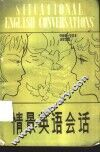 SITUATIONAL
ENGLISH CONVERSATIONS
情景英语会话